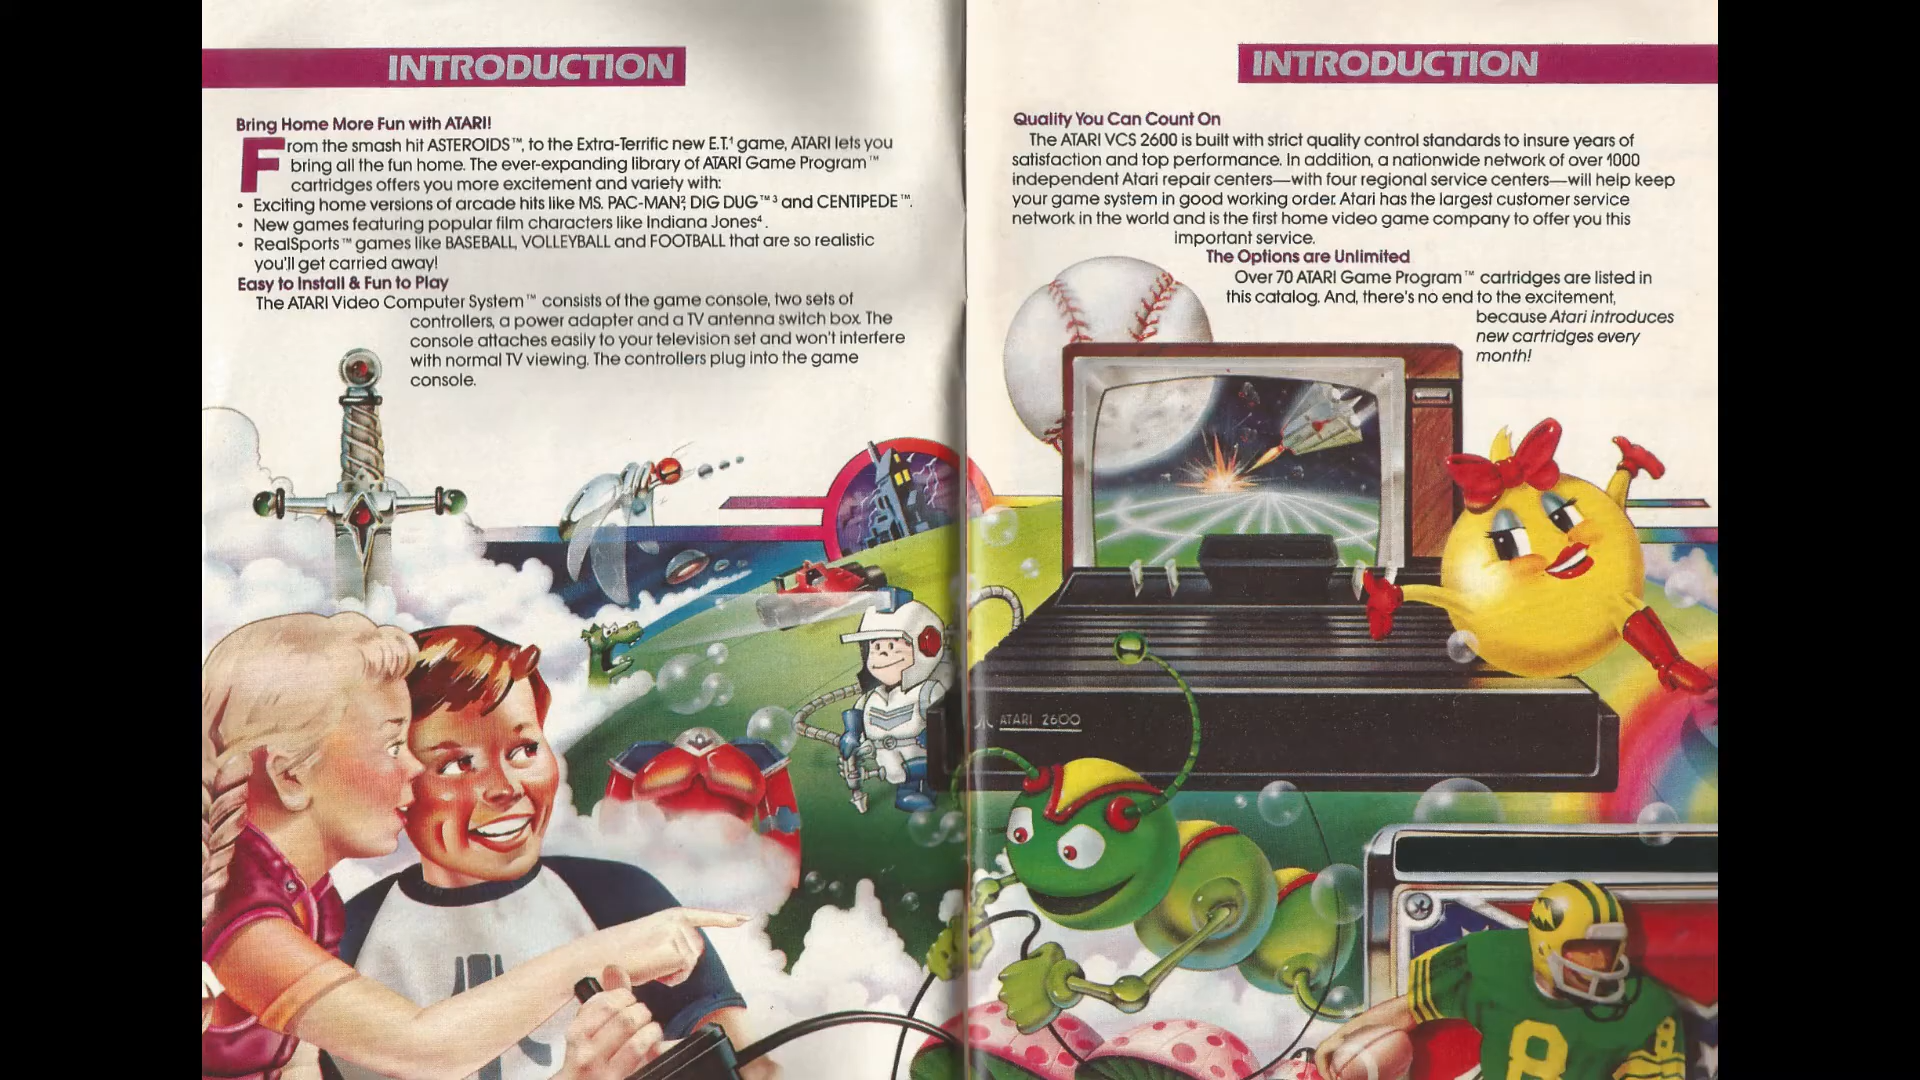 INTRODUCTION
Bring Home More Fun with ATARI!
From the smash hit ASTEROIDS™, to the Extra-Terrific new E.T.¹ game, ATARI lets you
bring all the fun home. The ever-expanding library of ATARI Game Program™
cartridges offers you more excitement and variety with:
• Exciting home versions of arcade hits like MS. PAC-MAN², DIG DUG™³ and CENTIPEDE™.
• New games featuring popular film characters like Indiana Jones⁴.
• RealSports™ games like BASEBALL, VOLLEYBALL and FOOTBALL that are so realistic
you'll get carried away!
Easy to Install & Fun to Play
The ATARI Video Computer System™ consists of the game console, two sets of
controllers, a power adapter and a TV antenna switch box. The
console attaches easily to your television set and won't interfere
with normal TV viewing. The controllers plug into the game
console.
INTRODUCTION
Quality You Can Count On
The ATARI VCS 2600 is built with strict quality control standards to insure years of
satisfaction and top performance. In addition, a nationwide network of over 1000
independent Atari repair centers—with four regional service centers—will help keep
your game system in good working order. Atari has the largest customer service
network in the world and is the first home video game company to offer you this
important service.
The Options are Unlimited
Over 70 ATARI Game Program™ cartridges are listed in
this catalog. And, there's no end to the excitement,
because Atari introduces
new cartridges every
month!
ATARI 2600
8
8